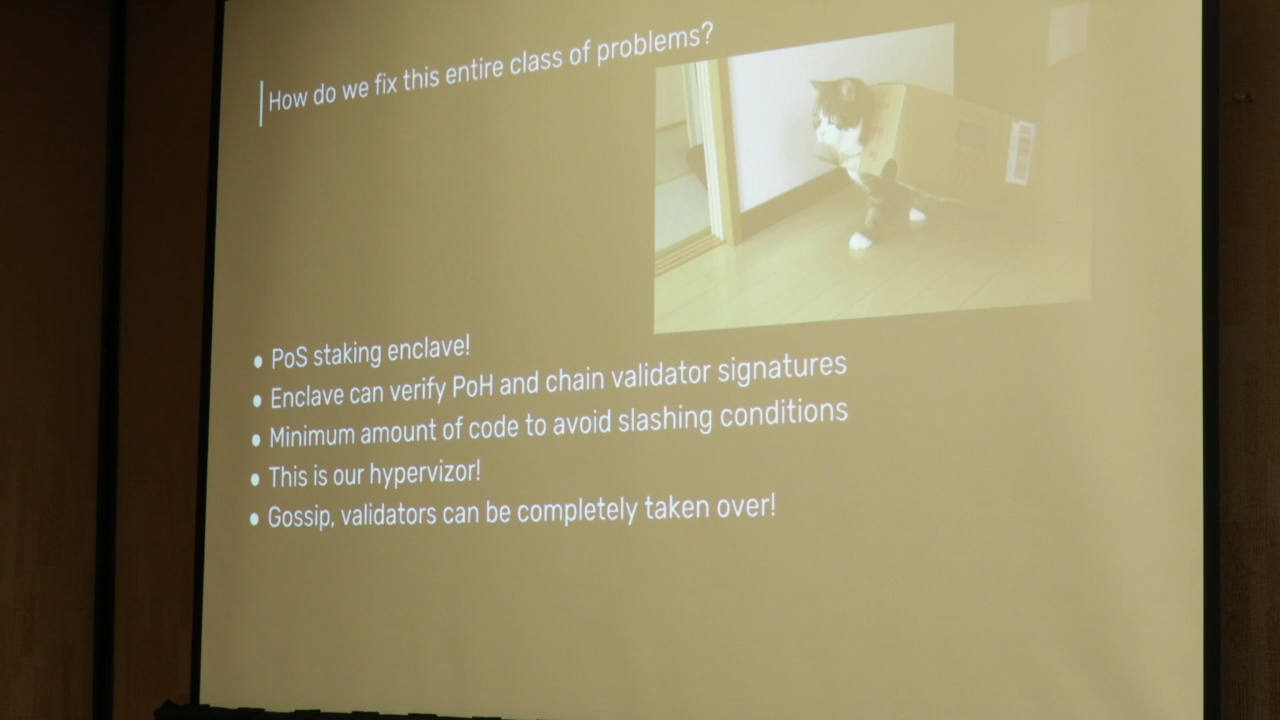 How do we fix this entire class of problems?
• PoS staking enclave!
• Enclave can verify PoH and chain validator signatures
• Minimum amount of code to avoid slashing conditions
• This is our hypervizor!
• Gossip, validators can be completely taken over!